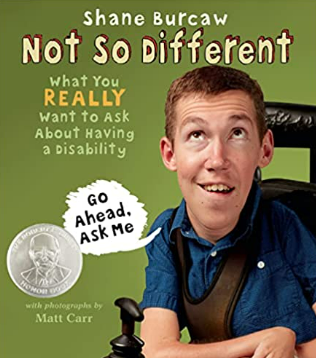 Shane Burcaw
Not So Different
What You
REALLY
Want to Ask
About Having
a Disability
Go
Ahead,
Ask Me
with photographs by
Matt Carr